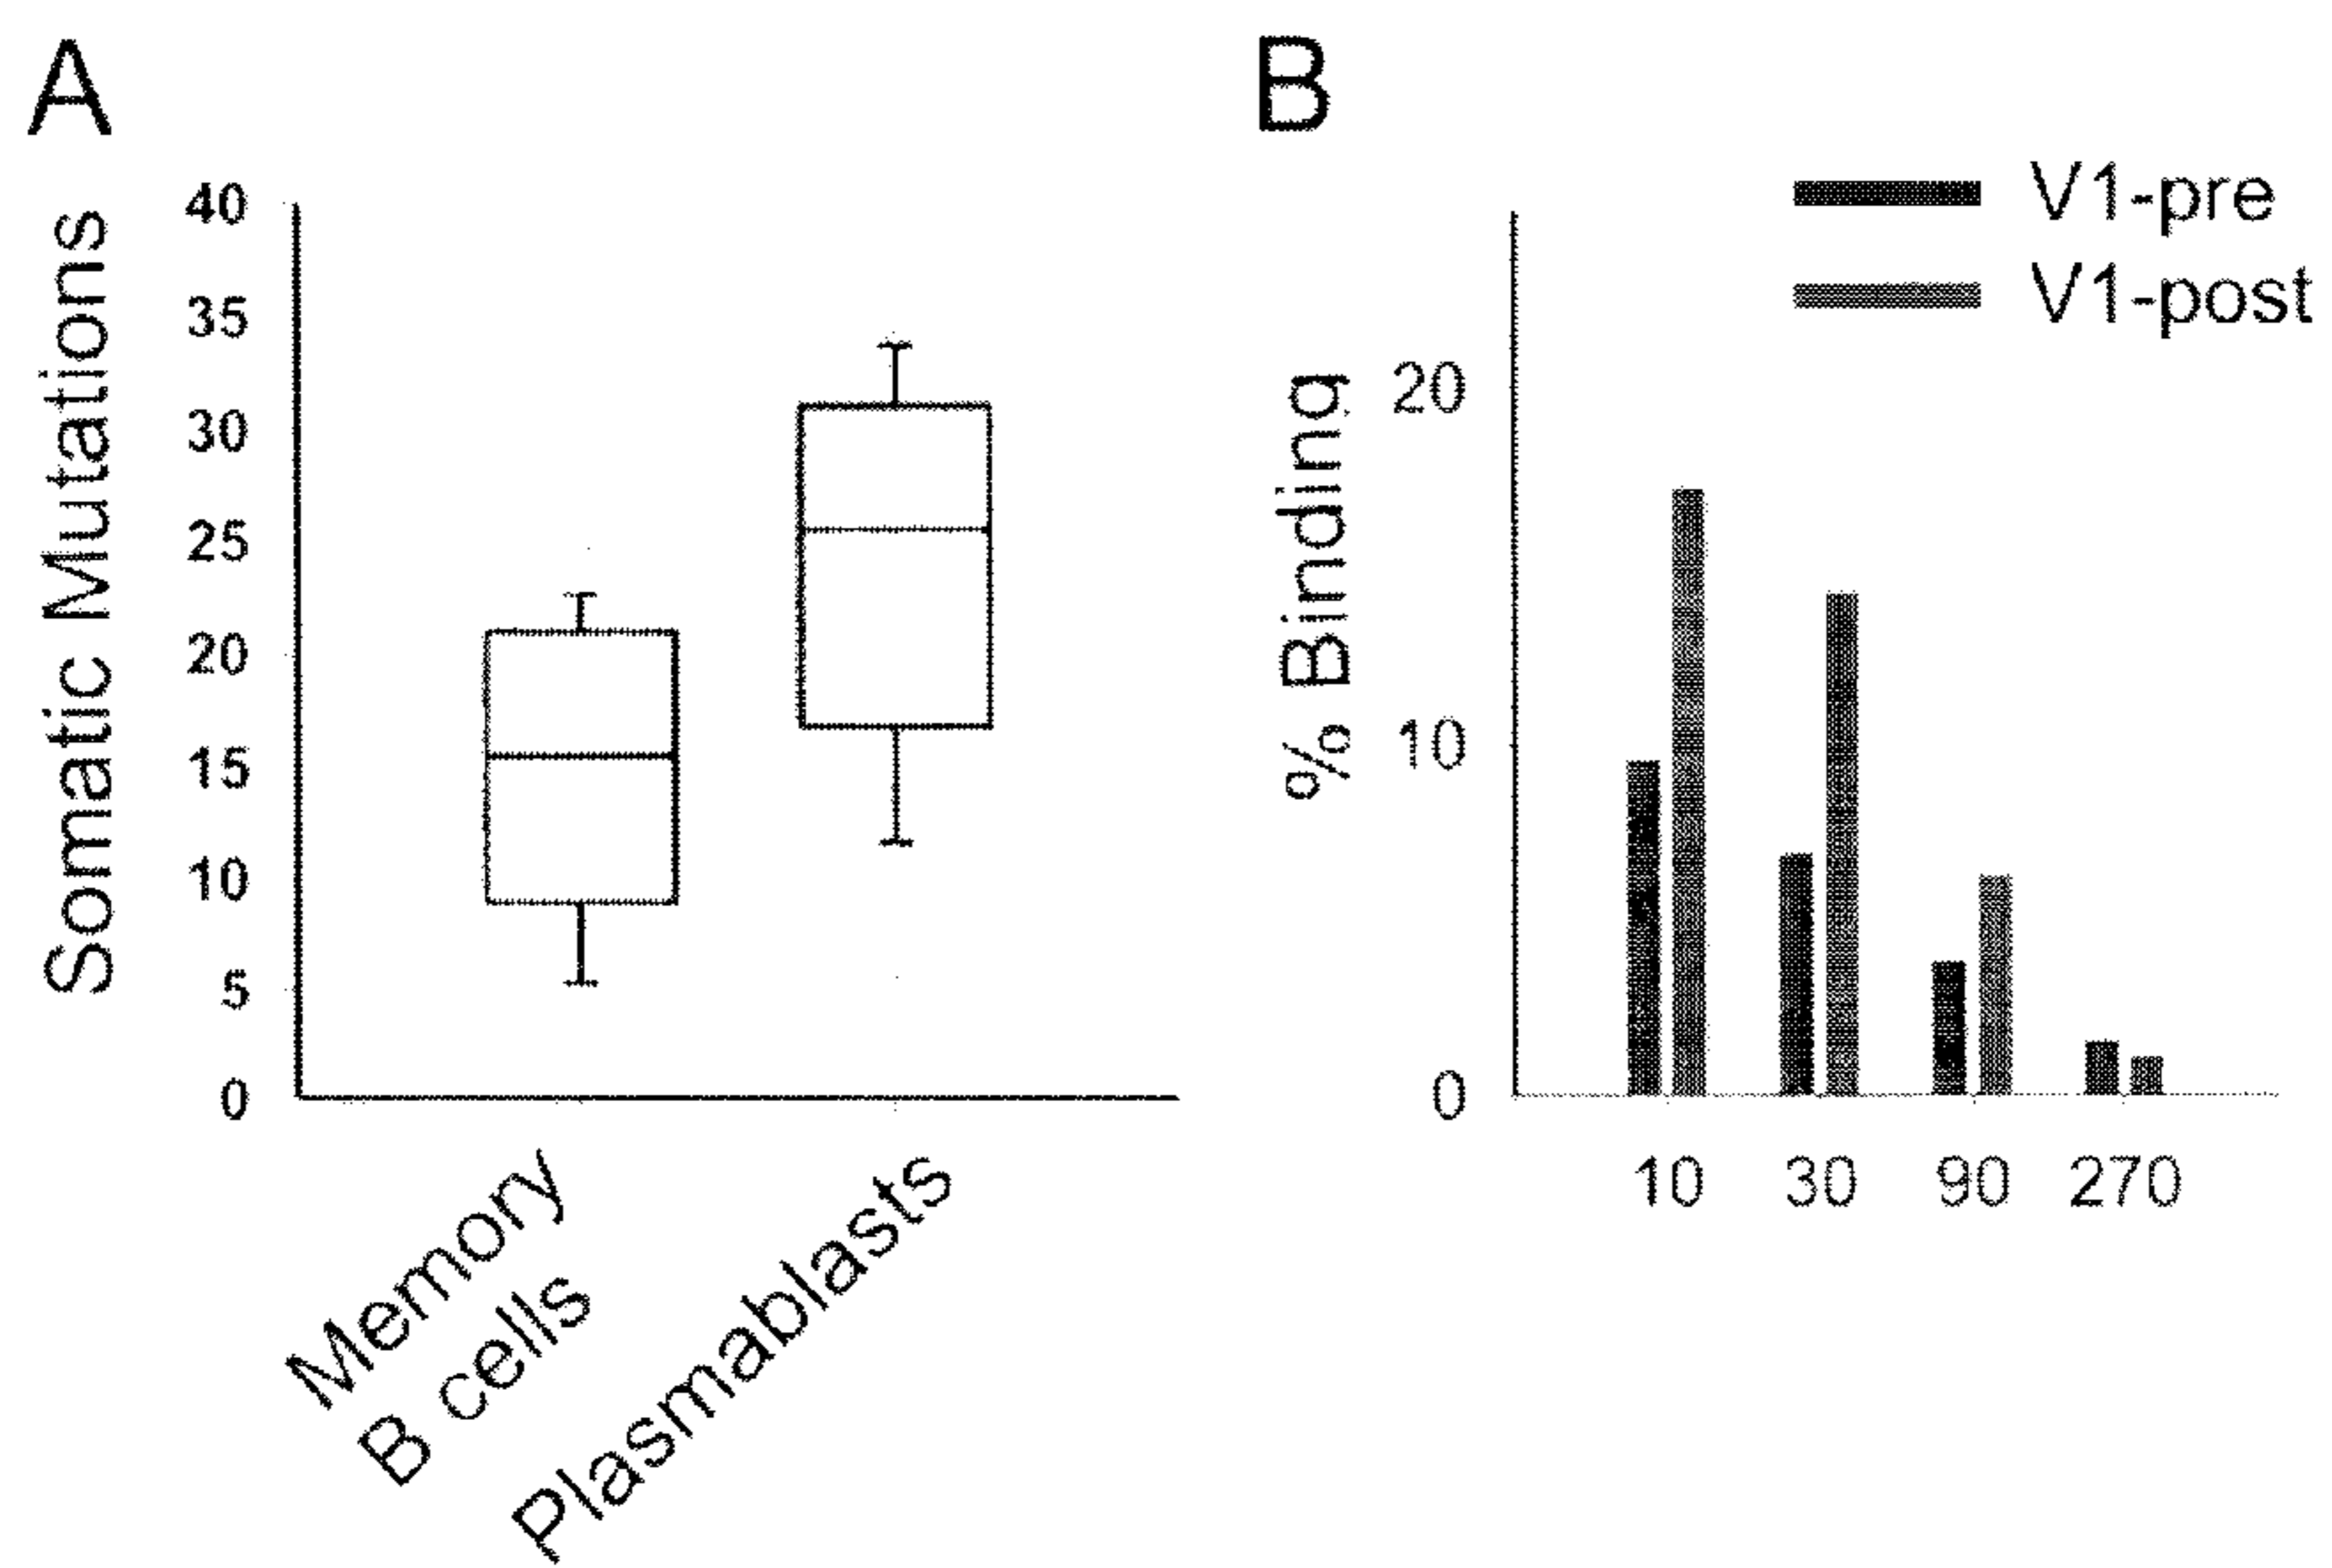 A
Somatic Mutations
40
35
30
25
20
15
10
5
0
Memory
B cells
Plasmablasts
B
V1-pre
V1-post
% Binding
20
10
0
10 30 90 270